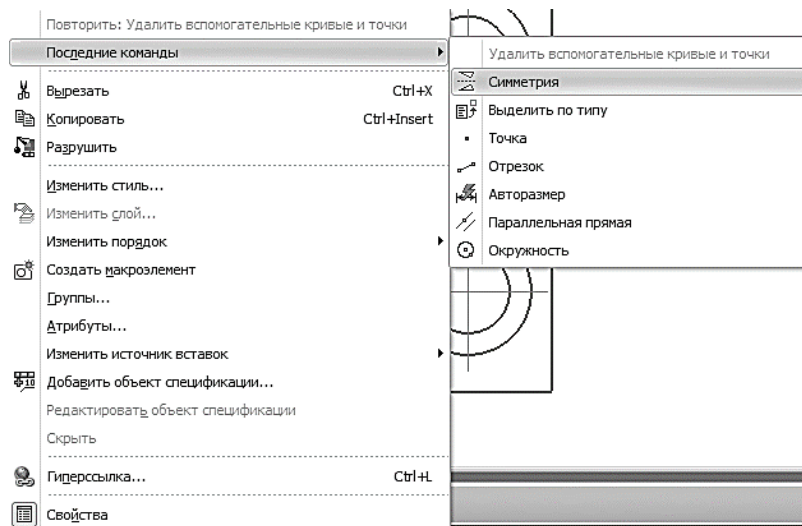 Повторить: Удалить вспомогательные кривые и точки
Последние команды
Вырезать Ctrl+X
Копировать Ctrl+Insert
Разрушить
Изменить стиль...
Изменить слой...
Изменить порядок
Создать макроэлемент
Группы...
Атрибуты...
Изменить источник вставок
Добавить объект спецификации...
Редактировать объект спецификации
Скрыть
Гиперссылка... Ctrl+L
Свойства
Удалить вспомогательные кривые и точки
Симметрия
Выделить по типу
Точка
Отрезок
Авторазмер
Параллельная прямая
Окружность